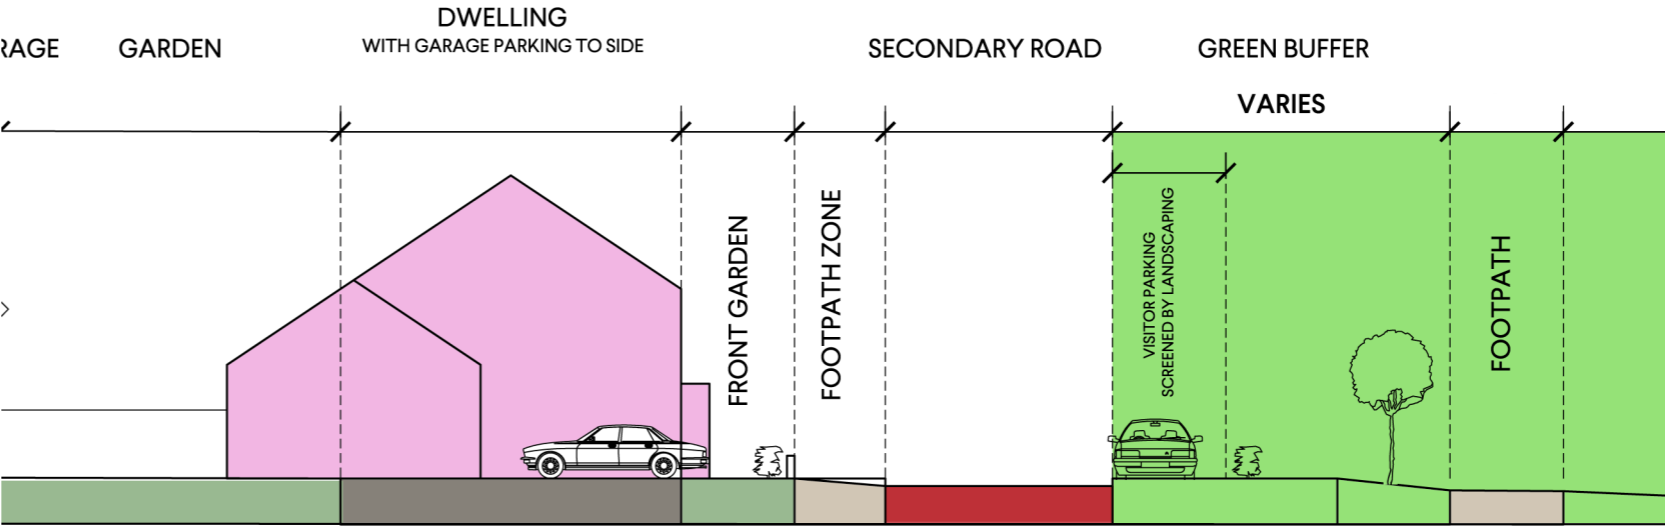 RAGE
GARDEN
DWELLING
WITH GARAGE PARKING TO SIDE
SECONDARY ROAD
GREEN BUFFER
VARIES
FRONT GARDEN
FOOTPATH ZONE
VISITOR PARKING
SCREENED BY LANDSCAPING
FOOTPATH